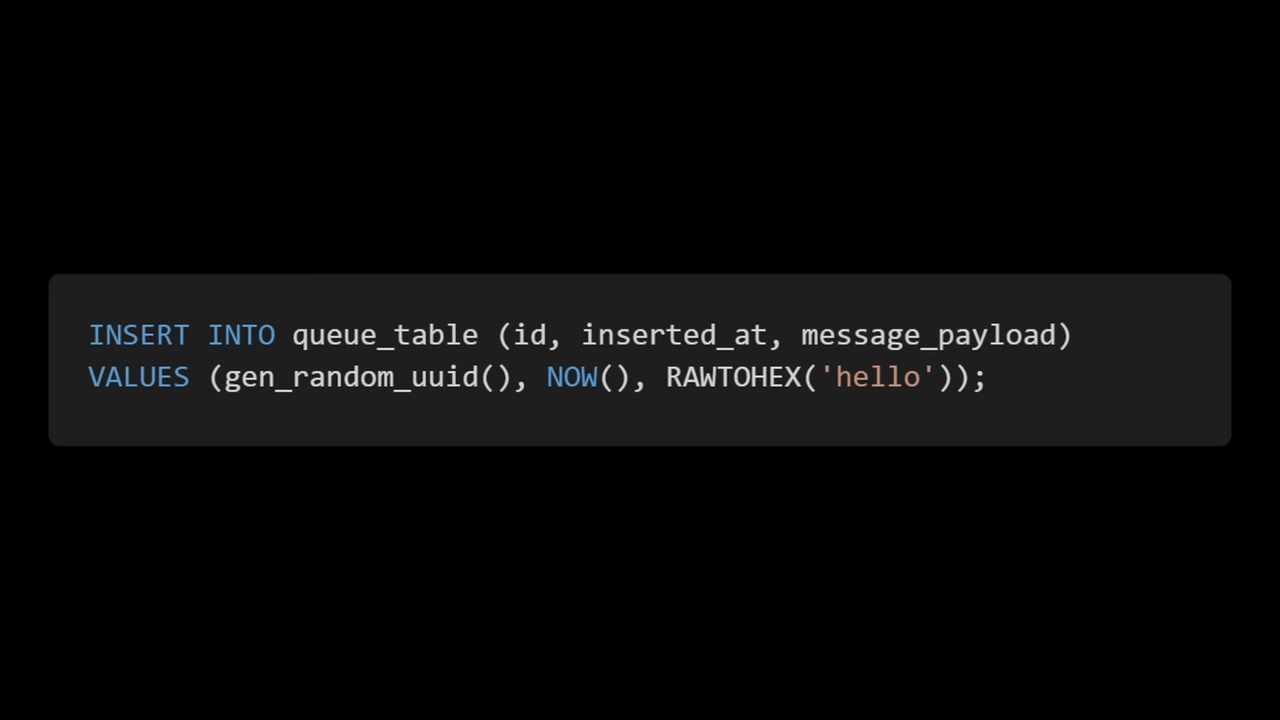 INSERT INTO queue_table (id, inserted_at, message_payload)
VALUES (gen_random_uuid(), NOW(), RAWTOHEX('hello'));